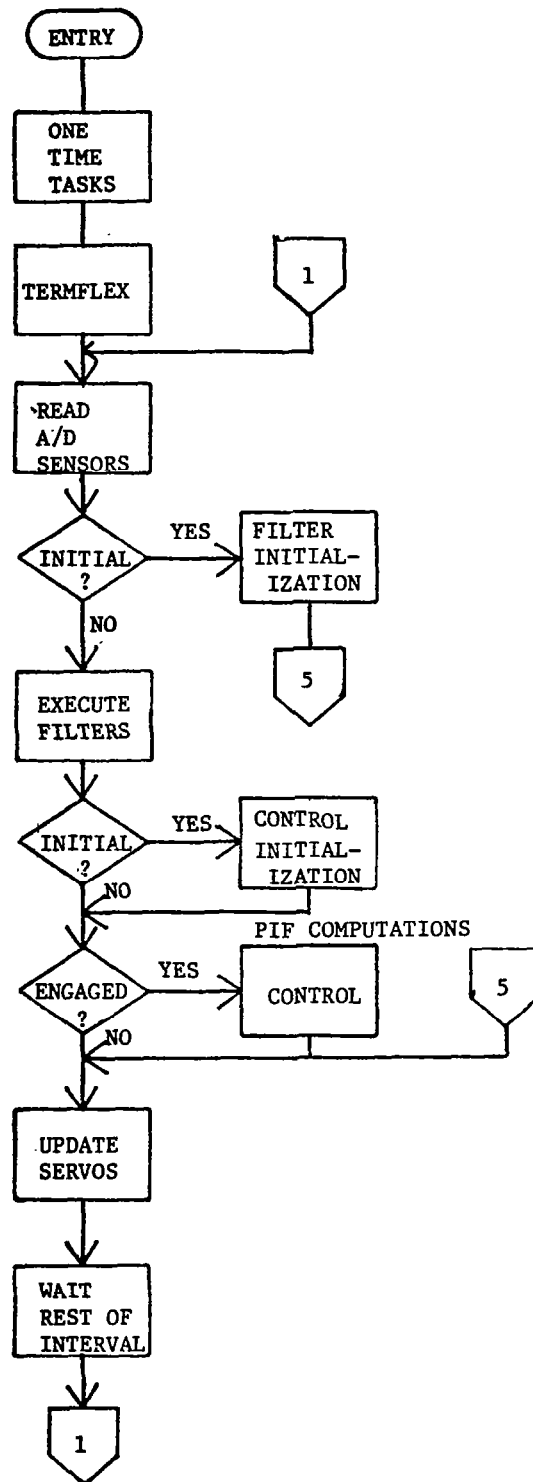 ENTRY
ONE
TIME
TASKS
TERMFLEX
1
READ
A/D
SENSORS
INITIAL
?
YES
FILTER
INITIAL-
IZATION
NO
5
EXECUTE
FILTERS
INITIAL
?
YES
CONTROL
INITIAL-
IZATION
NO
PIF COMPUTATIONS
ENGAGED
?
YES
CONTROL
5
NO
UPDATE
SERVOS
WAIT
REST OF
INTERVAL
1